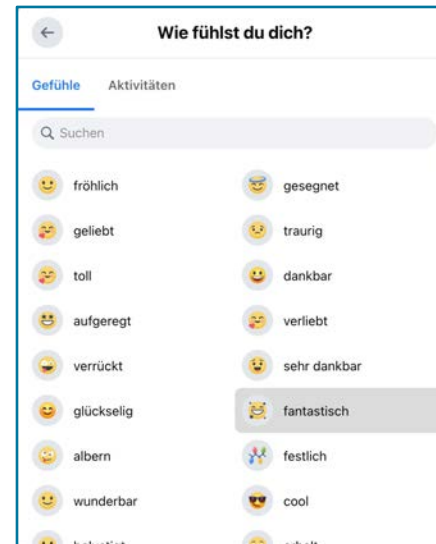 Wie fühlst du dich?
Gefühle Aktivitäten
Suchen
fröhlich gesegnet
geliebt traurig
toll dankbar
aufgeregt verliebt
verrückt sehr dankbar
glückselig fantastisch
albern festlich
wunderbar cool